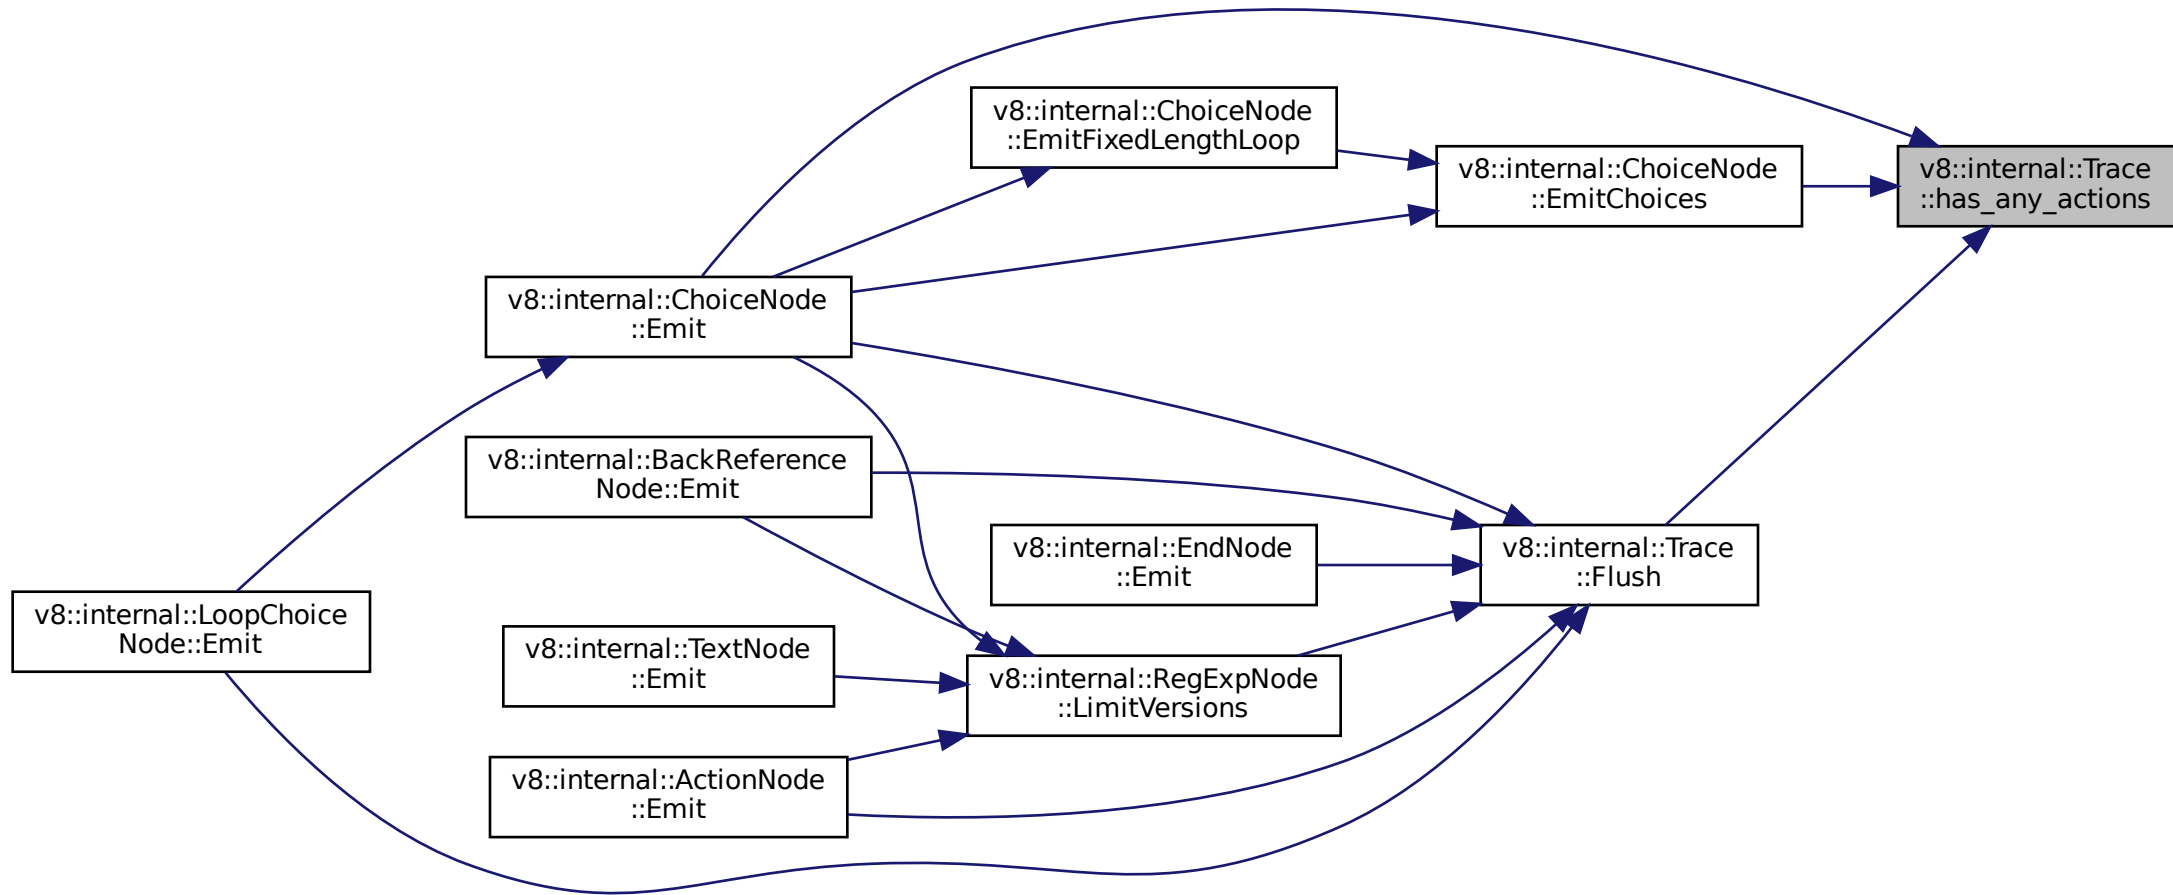 v8::internal::ChoiceNode
::EmitFixedLengthLoop
v8::internal::ChoiceNode
::EmitChoices
v8::internal::Trace
::has_any_actions
v8::internal::ChoiceNode
::Emit
v8::internal::BackReference
Node::Emit
v8::internal::EndNode
::Emit
v8::internal::Trace
::Flush
v8::internal::LoopChoice
Node::Emit
v8::internal::TextNode
::Emit
v8::internal::RegExpNode
::LimitVersions
v8::internal::ActionNode
::Emit